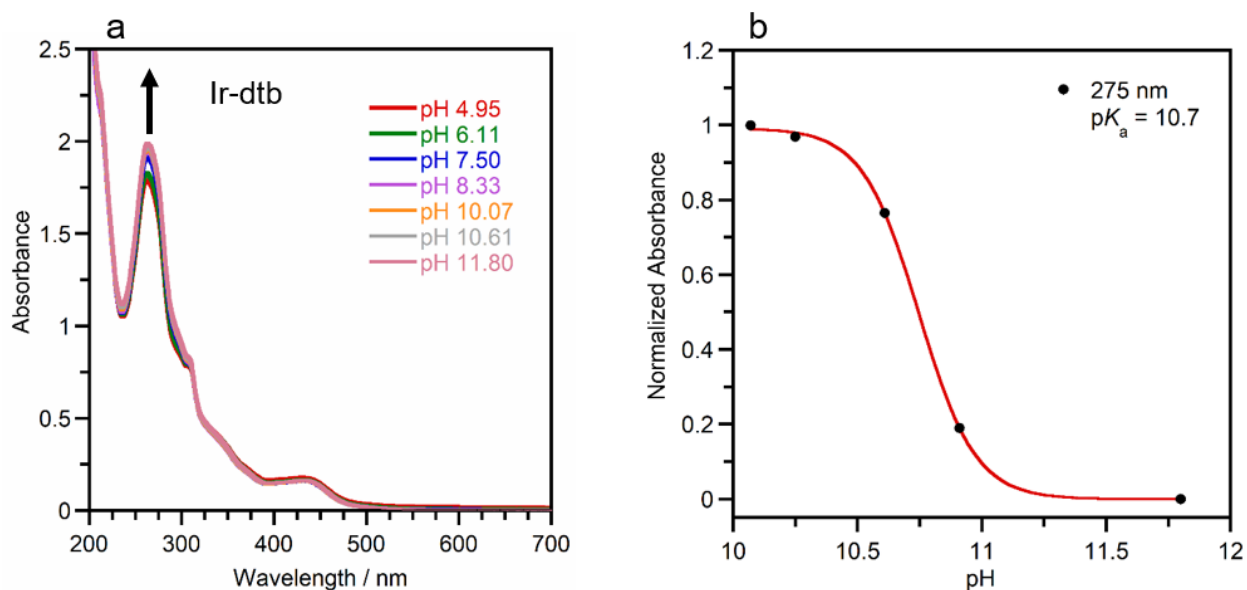 a
Ir-dtb
pH 4.95
pH 6.11
pH 7.50
pH 8.33
pH 10.07
pH 10.61
pH 11.80
2.5
2
1.5
1
0.5
0
Absorbance
200
300
400
500
600
700
Wavelength / nm
b
275 nm
pKa = 10.7
1.2
1
0.8
0.6
0.4
0.2
0
Normalized Absorbance
10
10.5
11
11.5
12
pH